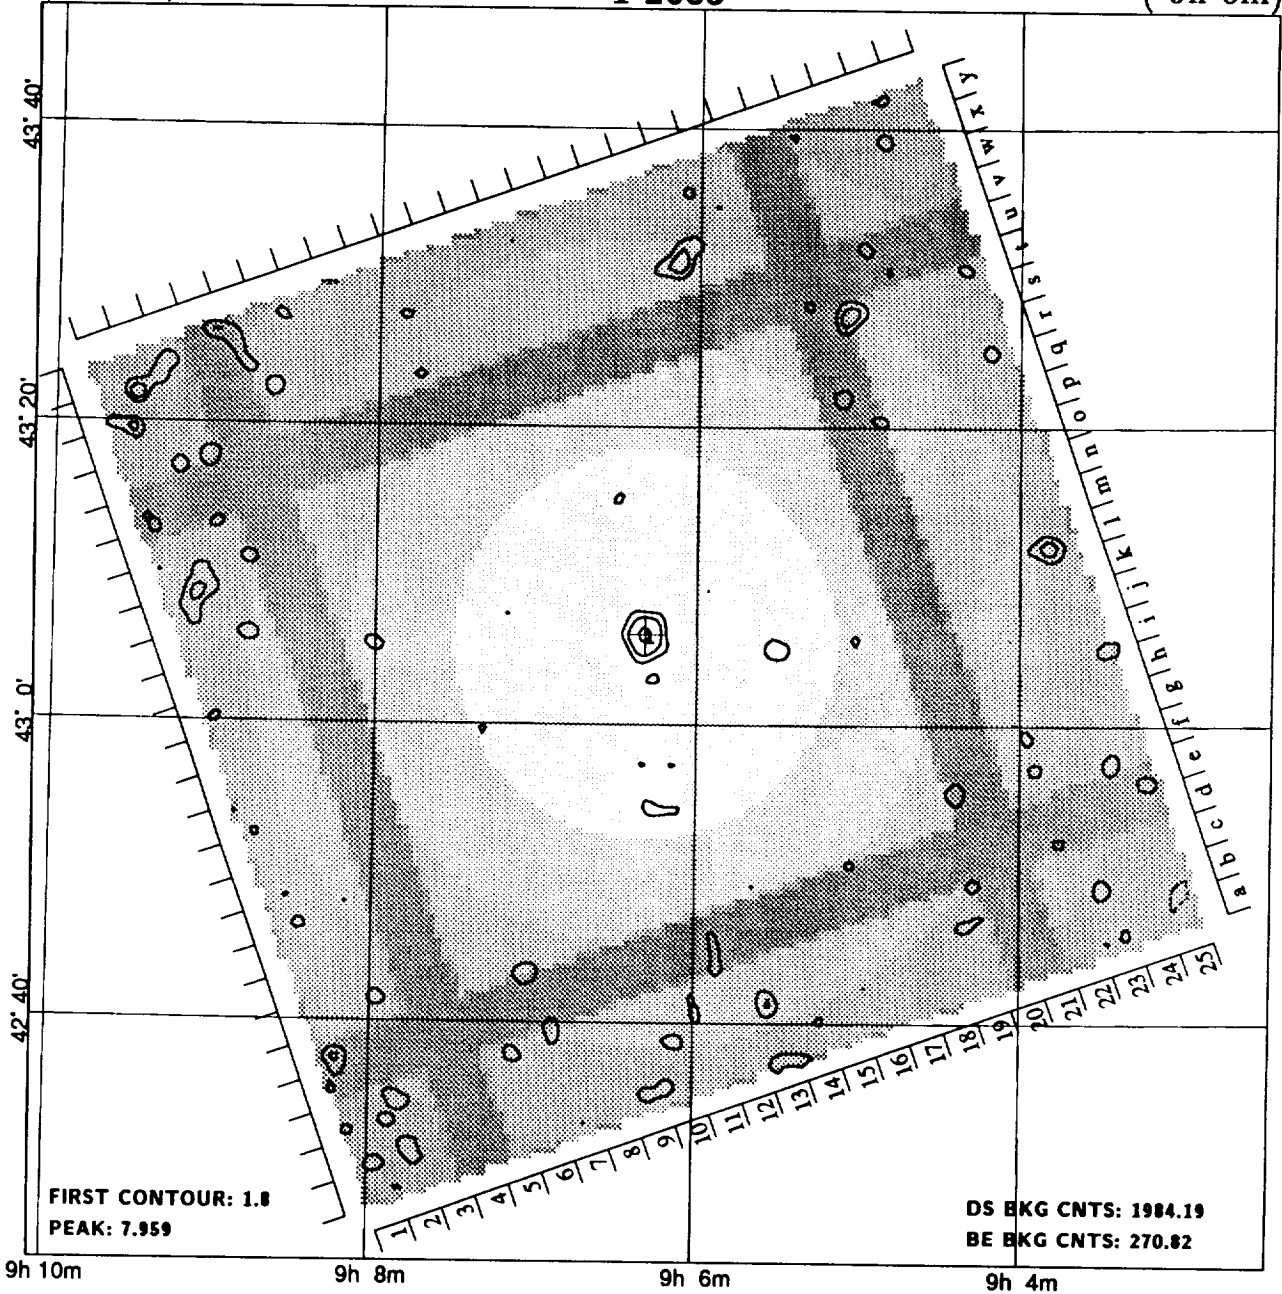 43° 40'
43° 20'
43° 0'
42° 40'
y x w v u t s r q p o n m l k j i h g f e d c b a
1 2 3 4 5 6 7 8 9 10 11 12 13 14 15 16 17 18 19 20 21 22 23 24 25
FIRST CONTOUR: 1.8
PEAK: 7.959
DS BKG CNTS: 1984.19
BE BKG CNTS: 270.82
9h 10m
9h 8m
9h 6m
9h 4m